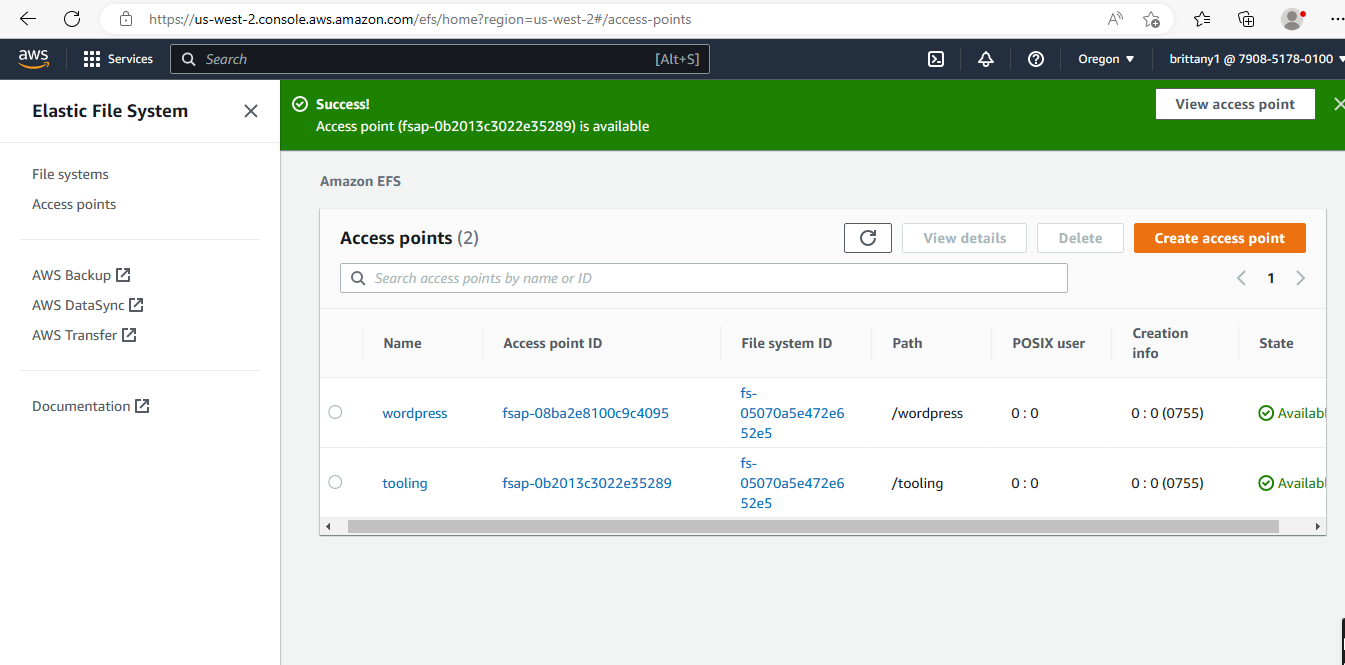 https://us-west-2.console.aws.amazon.com/efs/home?region=us-west-2#/access-points
aws
Services
Search
[Alt+S]
Oregon
brittany1 @ 7908-5178-0100
Elastic File System
File systems
Access points
AWS Backup
AWS DataSync
AWS Transfer
Documentation
Success!
Access point (fsap-0b2013c3022e35289) is available
View access point
Amazon EFS
Access points (2)
View details
Delete
Create access point
Search access points by name or ID
1
Name
Access point ID
File system ID
Path
POSIX user
Creation
info
State
wordpress
fsap-08ba2e8100c9c4095
fs-
05070a5e472e6
52e5
/wordpress
0 : 0
0 : 0 (0755)
Availabl
tooling
fsap-0b2013c3022e35289
fs-
05070a5e472e6
52e5
/tooling
0 : 0
0 : 0 (0755)
Availabl